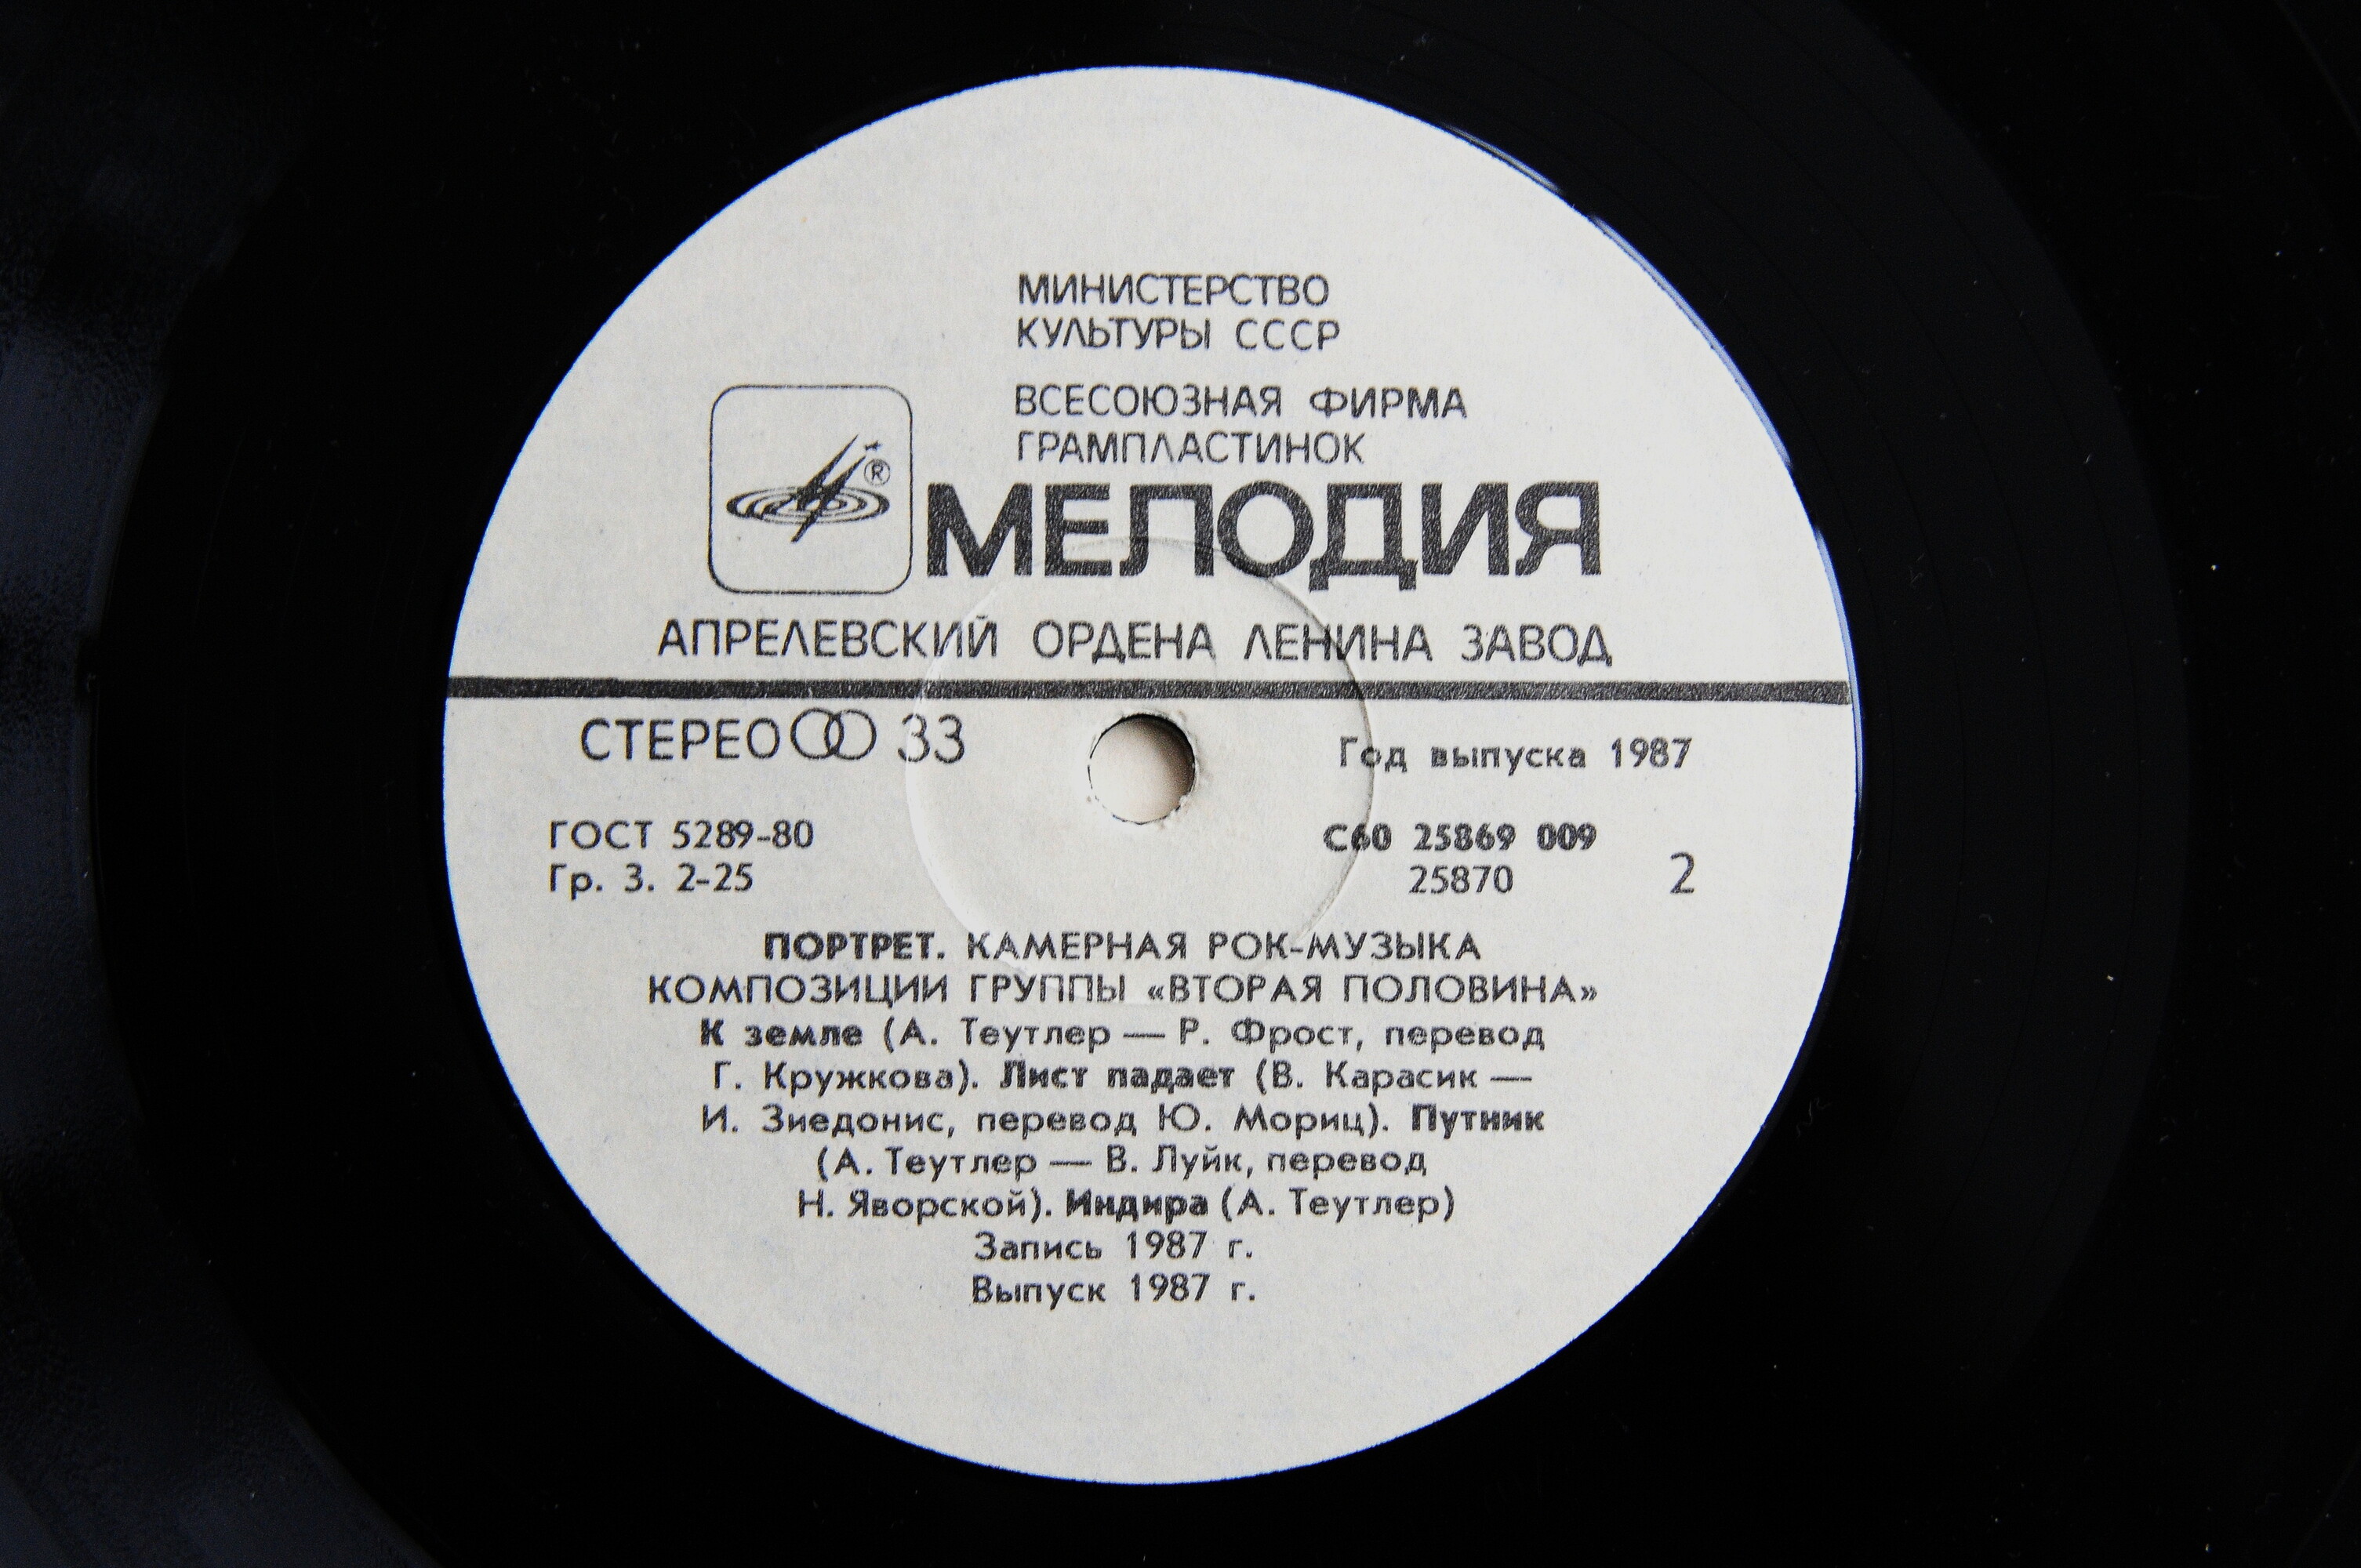 МИНИСТЕРСТВО
КУЛЬТУРЫ СССР
ВСЕСОЮЗНАЯ ФИРМА
ГРАМПЛАСТИНОК
®
МЕЛОДИЯ
АПРЕЛЕВСКИЙ ОРДЕНА ЛЕНИНА ЗАВОД
СТЕРЕО 33
Год выпуска 1987
ГОСТ 5289-80
Гр. 3. 2-25
С60 25869 009
25870
2
ПОРТРЕТ. КАМЕРНАЯ РОК-МУЗЫКА
КОМПОЗИЦИИ ГРУППЫ «ВТОРАЯ ПОЛОВИНА»
К земле (А. Теутлер — Р. Фрост, перевод
Г. Кружкова). Лист падает (В. Карасик —
И. Зиедонис, перевод Ю. Мориц). Путник
(А. Теутлер — В. Луйк, перевод
Н. Яворской). Индира (А. Теутлер)
Запись 1987 г.
Выпуск 1987 г.